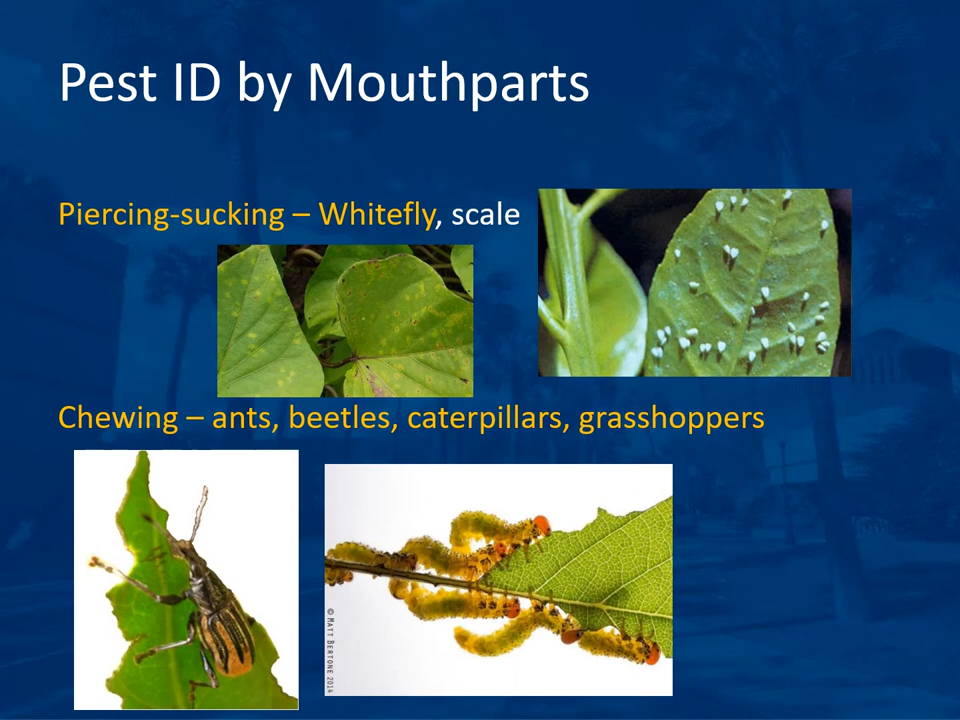 Pest ID by Mouthparts
Piercing-sucking – Whitefly, scale
Chewing – ants, beetles, caterpillars, grasshoppers
© MATT BERTONE 2014